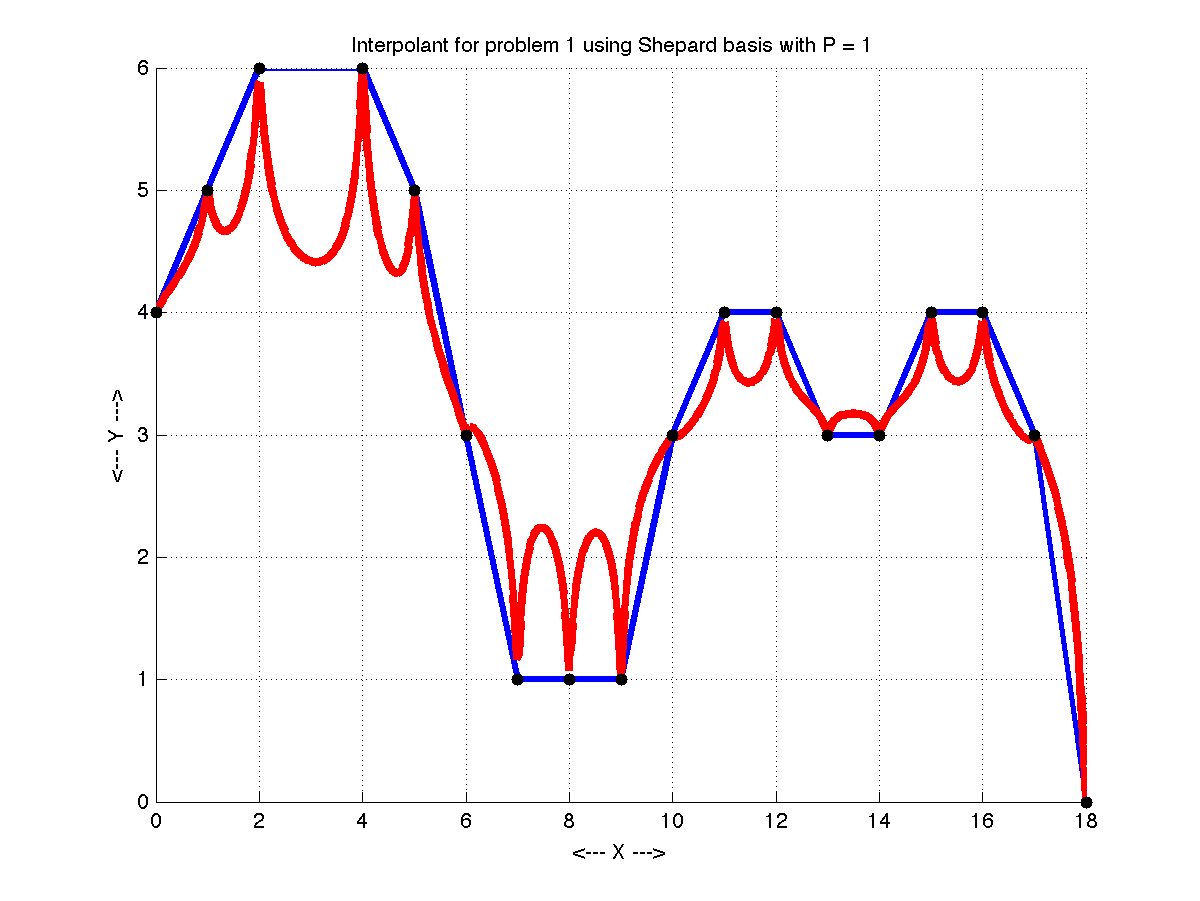 Interpolant for problem 1 using Shepard basis with P = 1
6
5
4
3
2
1
0
<--- Y --->
0 2 4 6 8 10 12 14 16 18
<--- X --->